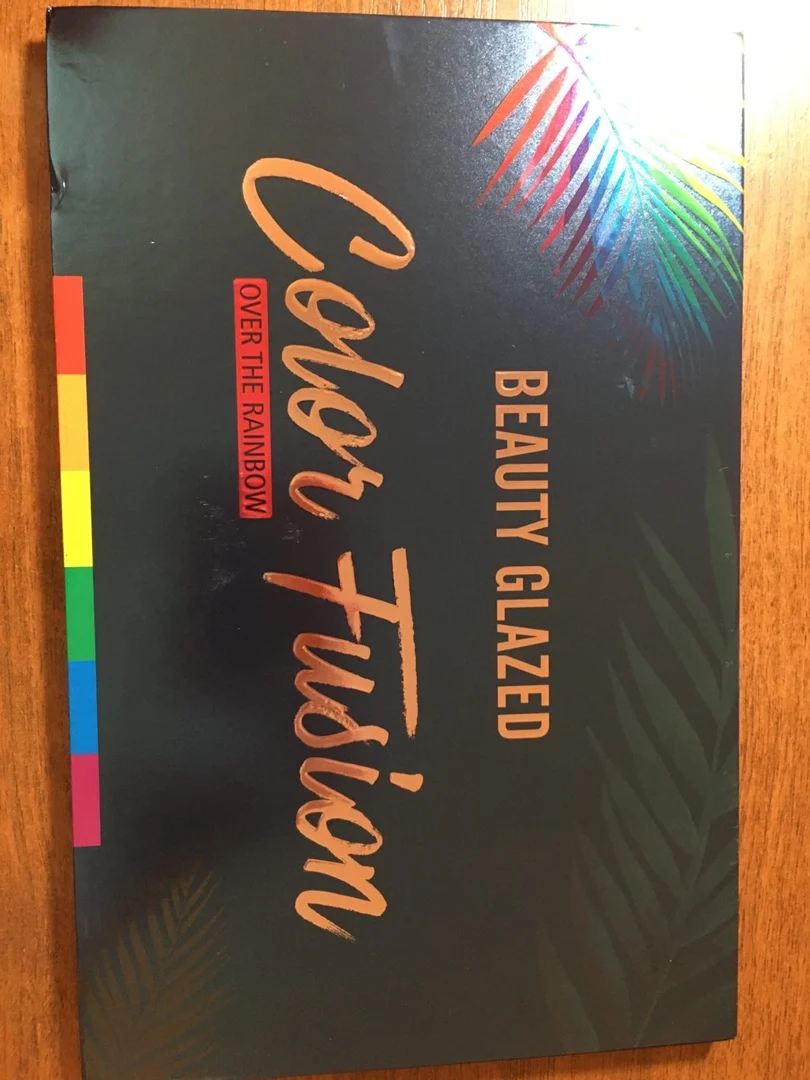 BEAUTY GLAZED
Color Fusion
OVER THE RAINBOW